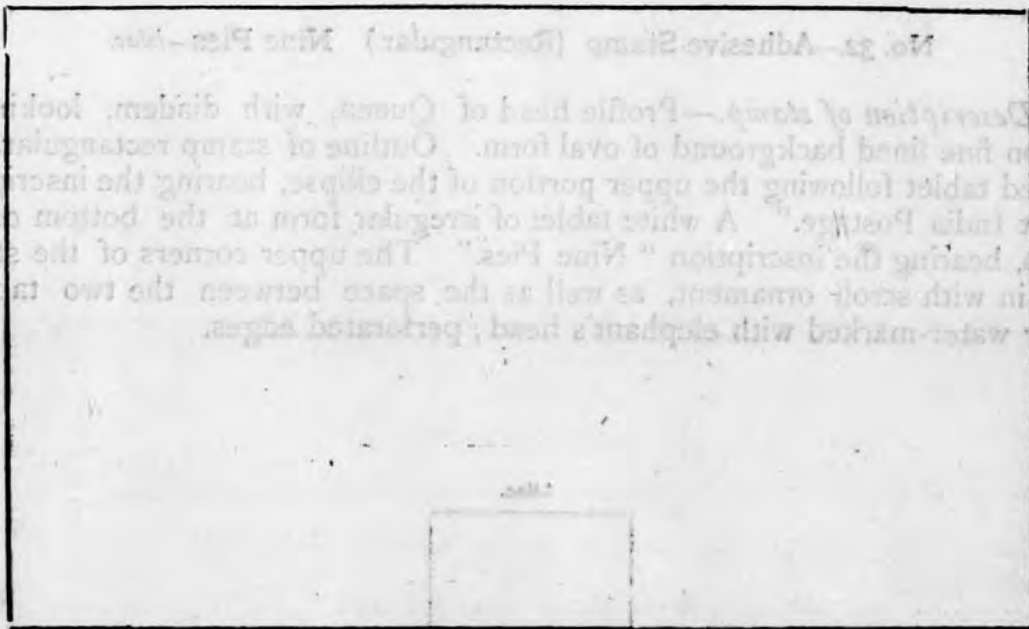 No. 32.—Adhesive Stamp (Rectangular.) Nine Pies—lilac.
Description of stamp.—Profile head of Queen, with diadem, lookin
on fine lined background of oval form. Outline of stamp rectangular
tablet following the upper portion of the ellipse, bearing the inscri
India Postage." A white tablet of irregular form at the bottom
bearing the inscription "Nine Pies." The upper corners of the s
in with scroll ornament, as well as the space between the two ta
water-marked with elephant's head; perforated edges.
Lilac.